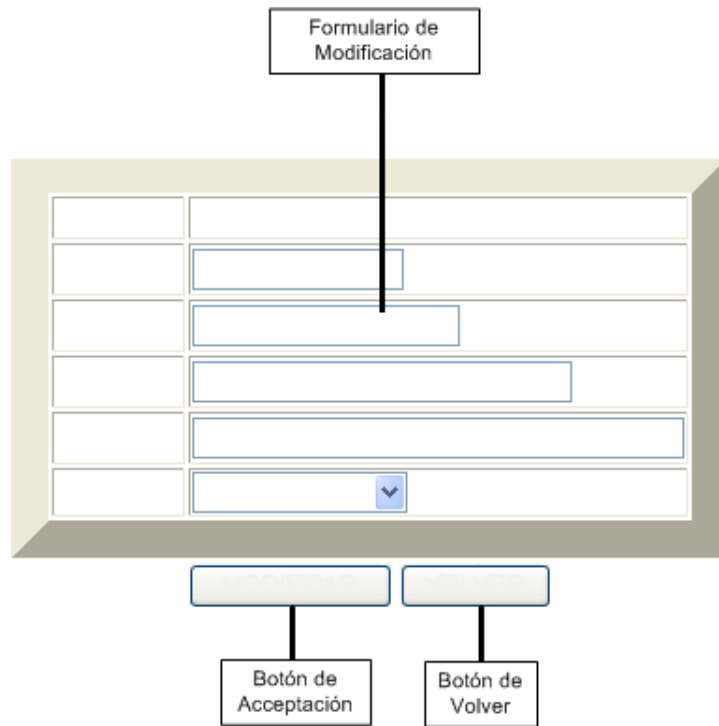 Formulario de
Modificación
Botón de
Acceptación
Botón de
Volver